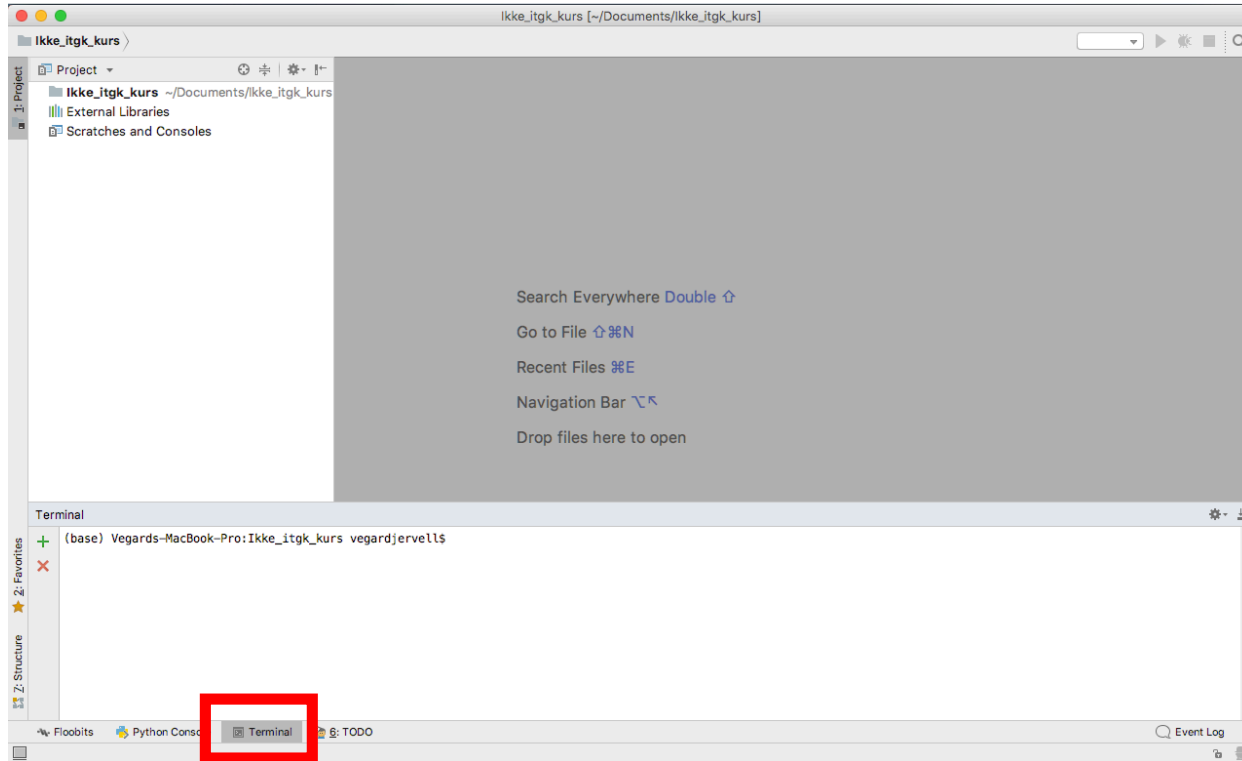 Ikke_itgk_kurs [~/Documents/Ikke_itgk_kurs]
Ikke_itgk_kurs
1: Project
Project
Ikke_itgk_kurs ~/Documents/Ikke_itgk_kurs
External Libraries
Scratches and Consoles
Search Everywhere Double ⇧
Go to File ⇧⌘N
Recent Files ⌘E
Navigation Bar ⌥↖
Drop files here to open
Terminal
(base) Vegards-MacBook-Pro:Ikke_itgk_kurs vegardjervell$
2: Favorites
7: Structure
Floobits Python Conso Terminal 6: TODO Event Log